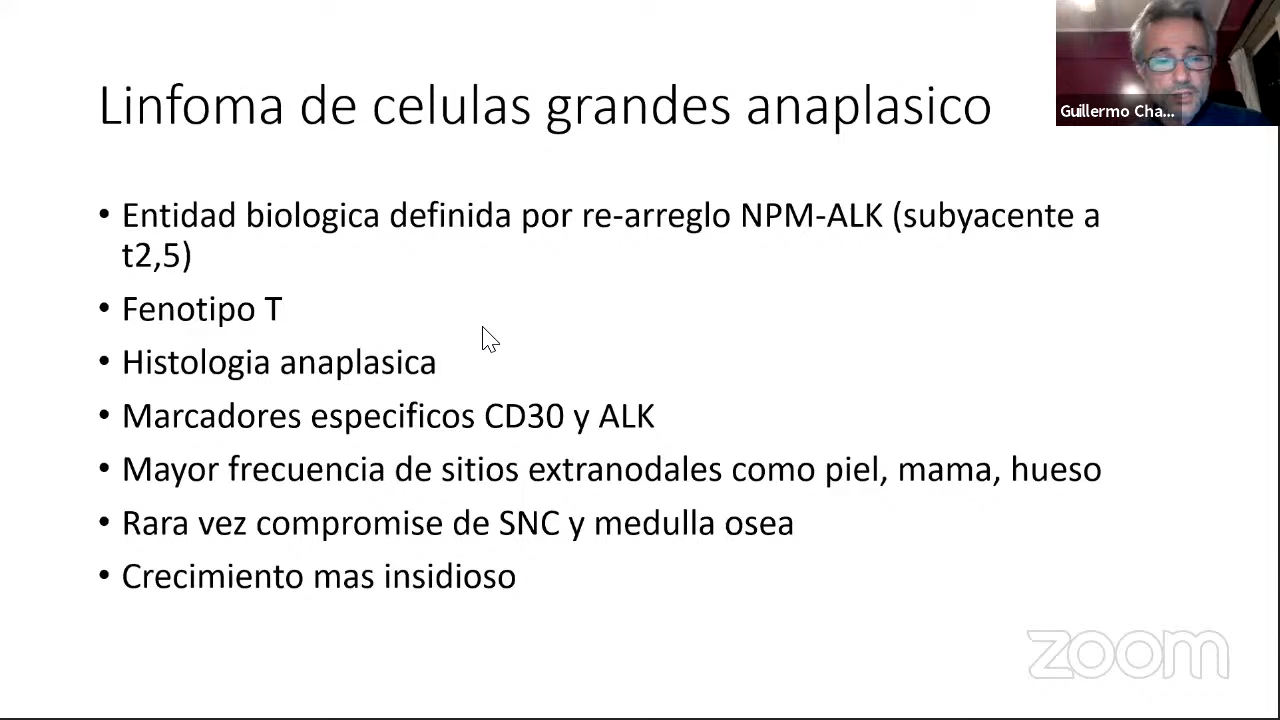 Linfoma de celulas grandes anaplasico
Guillermo Cha...
• Entidad biologica definida por re-arreglo NPM-ALK (subyacente a
t2,5)
• Fenotipo T
• Histologia anaplasica
• Marcadores especificos CD30 y ALK
• Mayor frecuencia de sitios extranodales como piel, mama, hueso
• Rara vez compromise de SNC y medulla osea
• Crecimiento mas insidioso
zoom